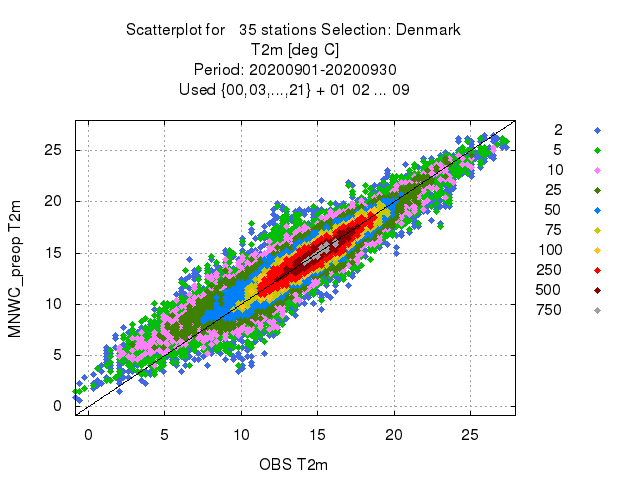 Scatterplot for   35 stations Selection: Denmark
T2m [deg C]
Period: 20200901-20200930
Used {00,03,...,21} + 01 02 ... 09
2
5
10
25
50
75
100
250
500
750
25
20
15
10
5
0
MNWC_preop T2m
0 5 10 15 20 25
OBS T2m